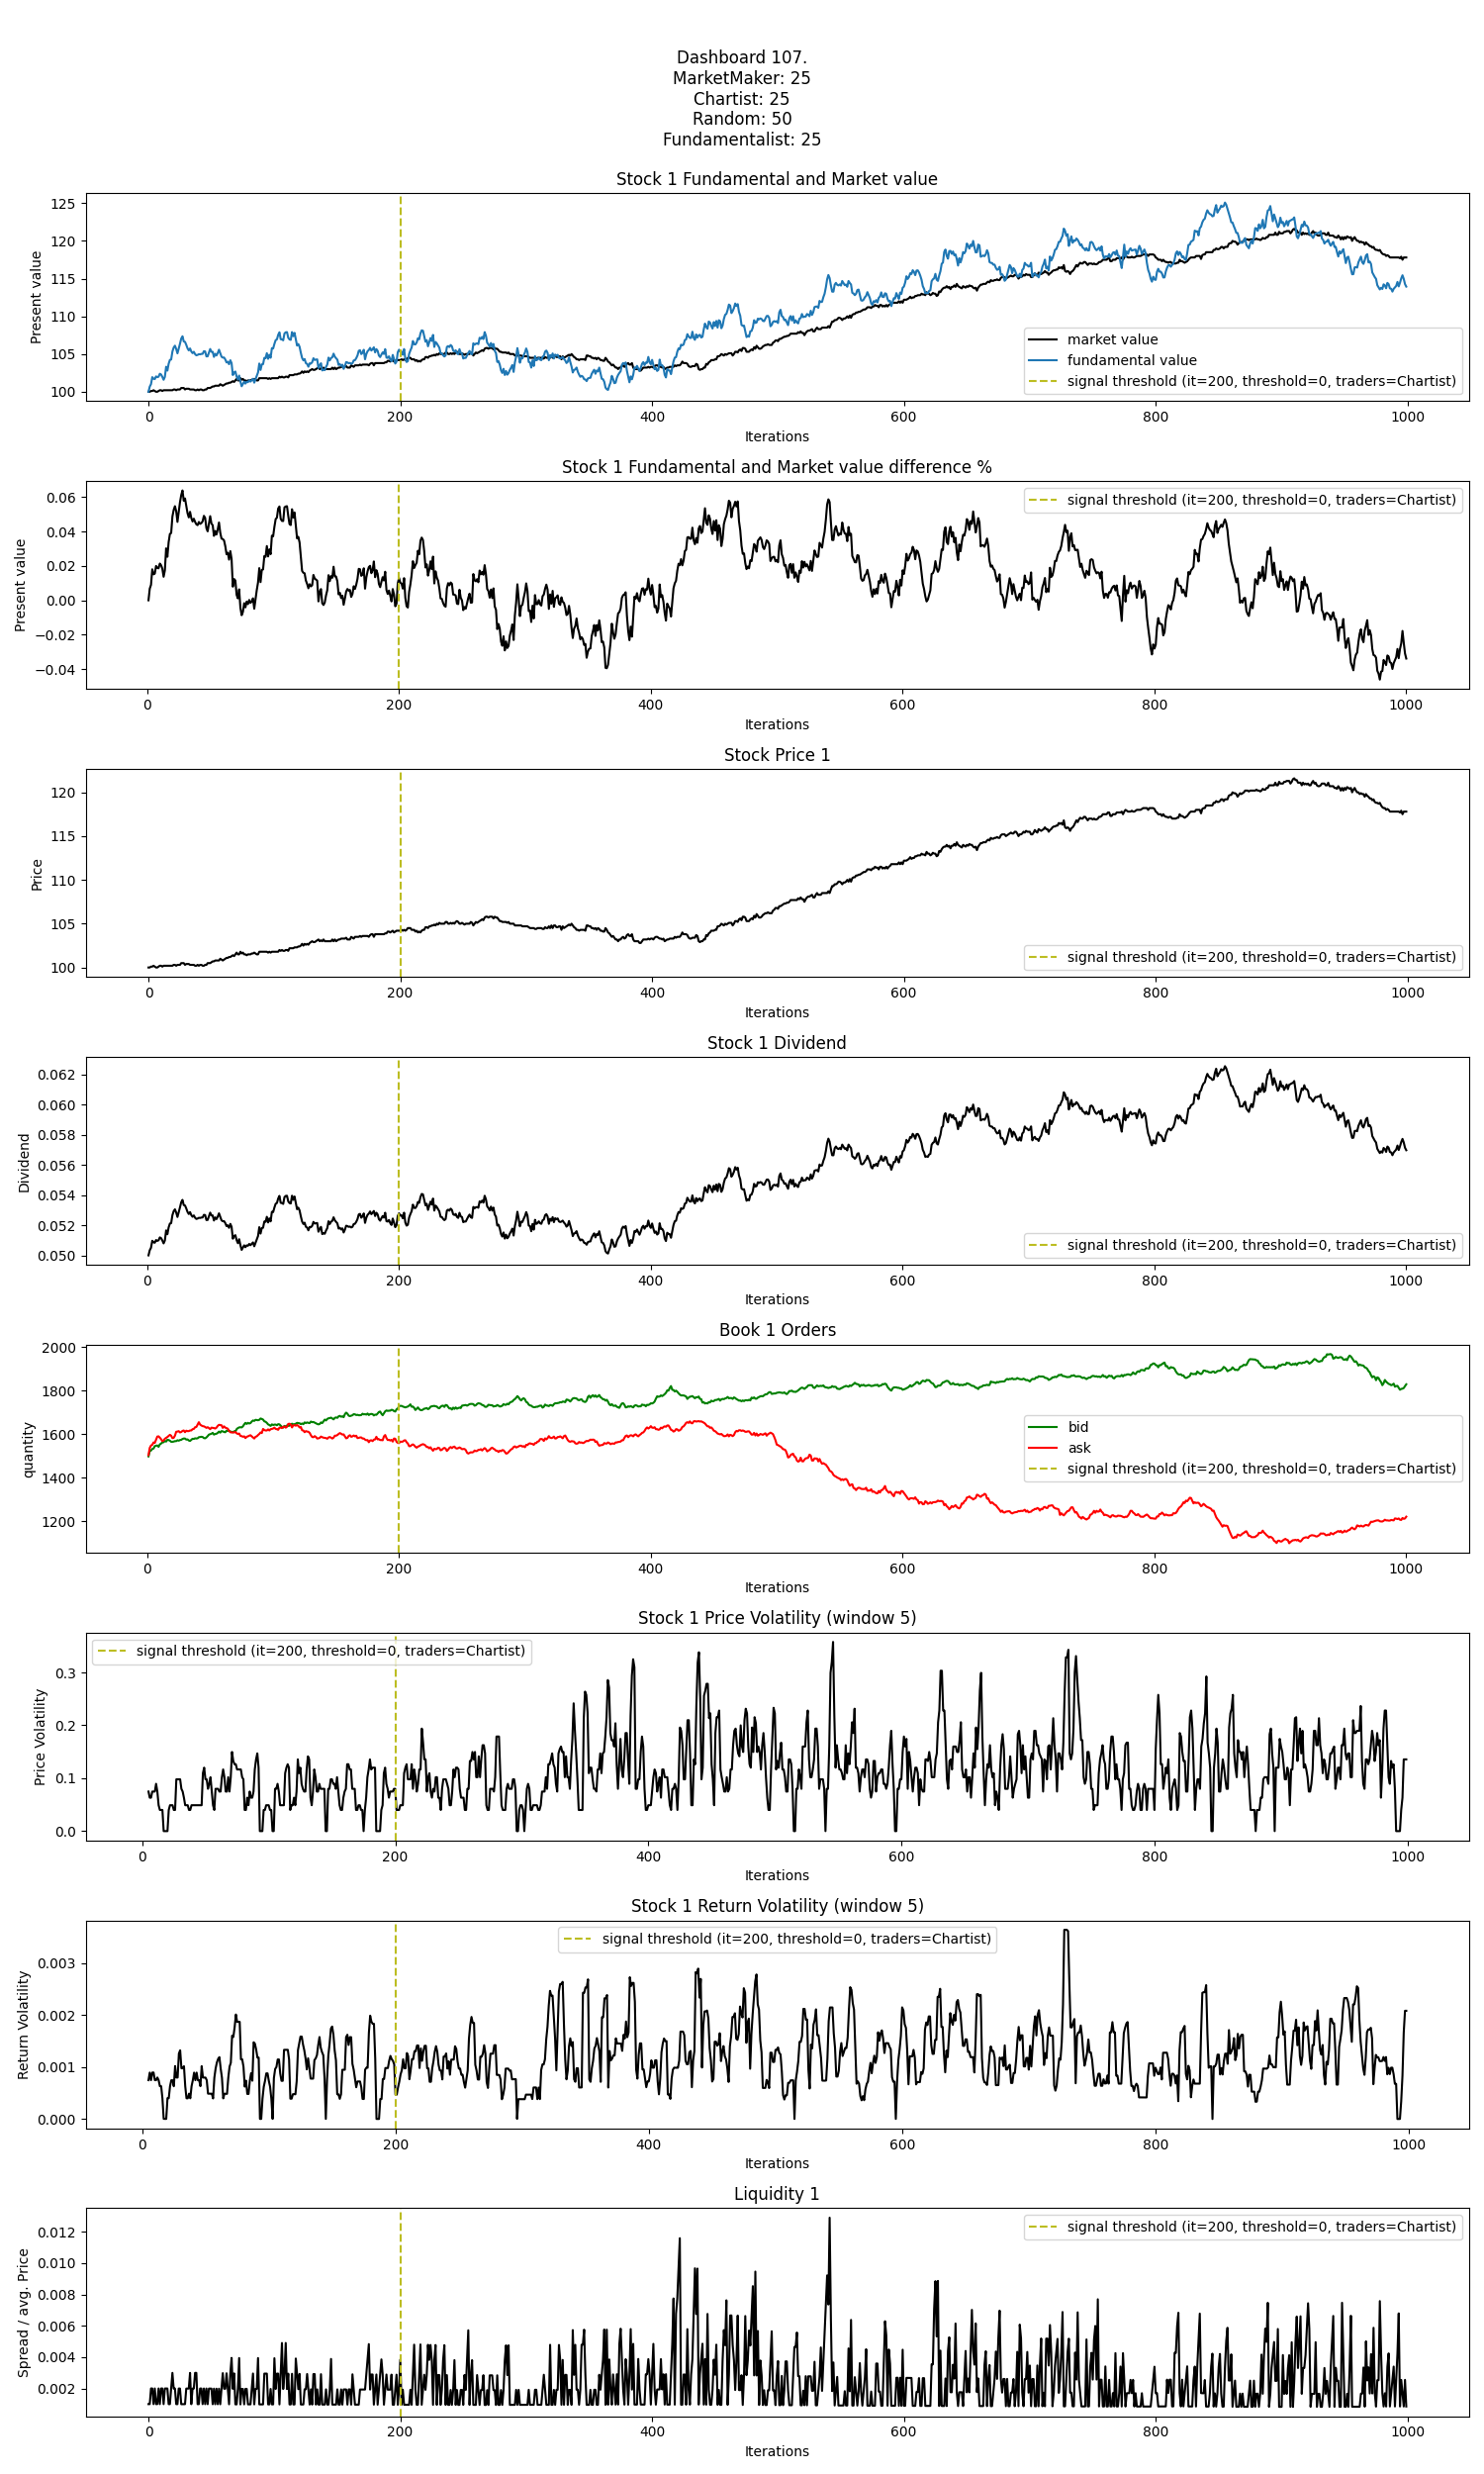 Dashboard 107.
MarketMaker: 25
Chartist: 25
Random: 50
Fundamentalist: 25
Stock 1 Fundamental and Market value
Present value
125
120
115
110
105
100
market value
fundamental value
signal threshold (it=200, threshold=0, traders=Chartist)
0 200 400 600 800 1000
Iterations
Stock 1 Fundamental and Market value difference %
Present value
0.06
0.04
0.02
0.00
−0.02
−0.04
signal threshold (it=200, threshold=0, traders=Chartist)
0 200 400 600 800 1000
Iterations
Stock Price 1
Price
120
115
110
105
100
signal threshold (it=200, threshold=0, traders=Chartist)
0 200 400 600 800 1000
Iterations
Stock 1 Dividend
Dividend
0.062
0.060
0.058
0.056
0.054
0.052
0.050
signal threshold (it=200, threshold=0, traders=Chartist)
0 200 400 600 800 1000
Iterations
Book 1 Orders
quantity
2000
1800
1600
1400
1200
bid
ask
signal threshold (it=200, threshold=0, traders=Chartist)
0 200 400 600 800 1000
Iterations
Stock 1 Price Volatility (window 5)
Price Volatility
0.3
0.2
0.1
0.0
signal threshold (it=200, threshold=0, traders=Chartist)
0 200 400 600 800 1000
Iterations
Stock 1 Return Volatility (window 5)
Return Volatility
0.003
0.002
0.001
0.000
signal threshold (it=200, threshold=0, traders=Chartist)
0 200 400 600 800 1000
Iterations
Liquidity 1
Spread / avg. Price
0.012
0.010
0.008
0.006
0.004
0.002
signal threshold (it=200, threshold=0, traders=Chartist)
0 200 400 600 800 1000
Iterations